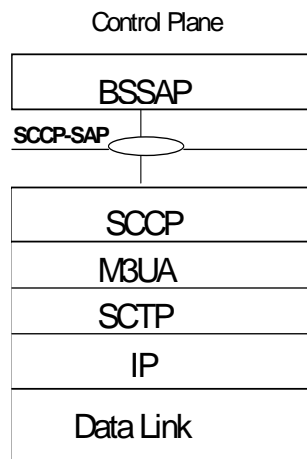 Control Plane
BSSAP
SCCP-SAP
SCCP
M3UA
SCTP
IP
Data Link